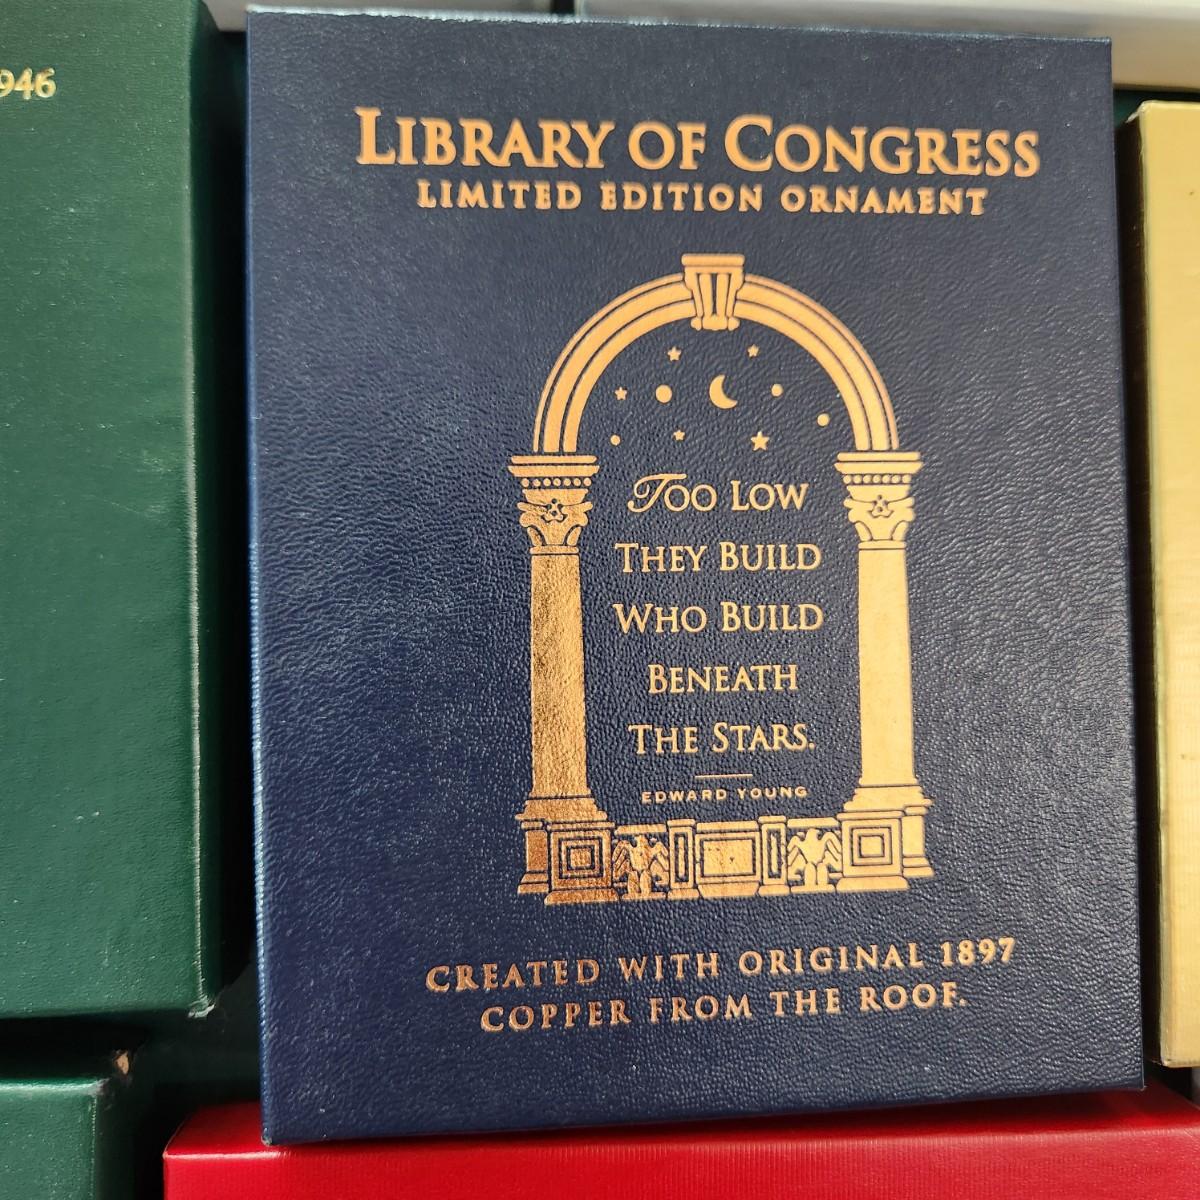 946
LIBRARY OF CONGRESS
LIMITED EDITION ORNAMENT
TOO LOW
THEY BUILD
WHO BUILD
BENEATH
THE STARS.
EDWARD YOUNG
CREATED WITH ORIGINAL 1897
COPPER FROM THE ROOF.